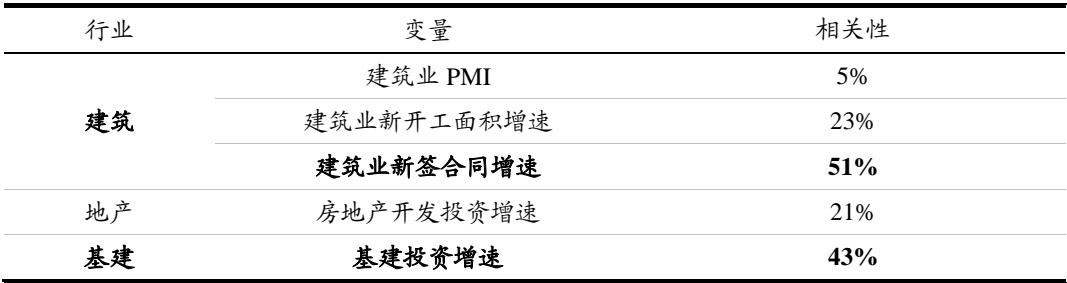 行业 变量 相关性
建筑业 PMI 5%
建筑 建筑业新开工面积增速 23%
建筑业新签合同增速 51%
地产 房地产开发投资增速 21%
基建 基建投资增速 43%